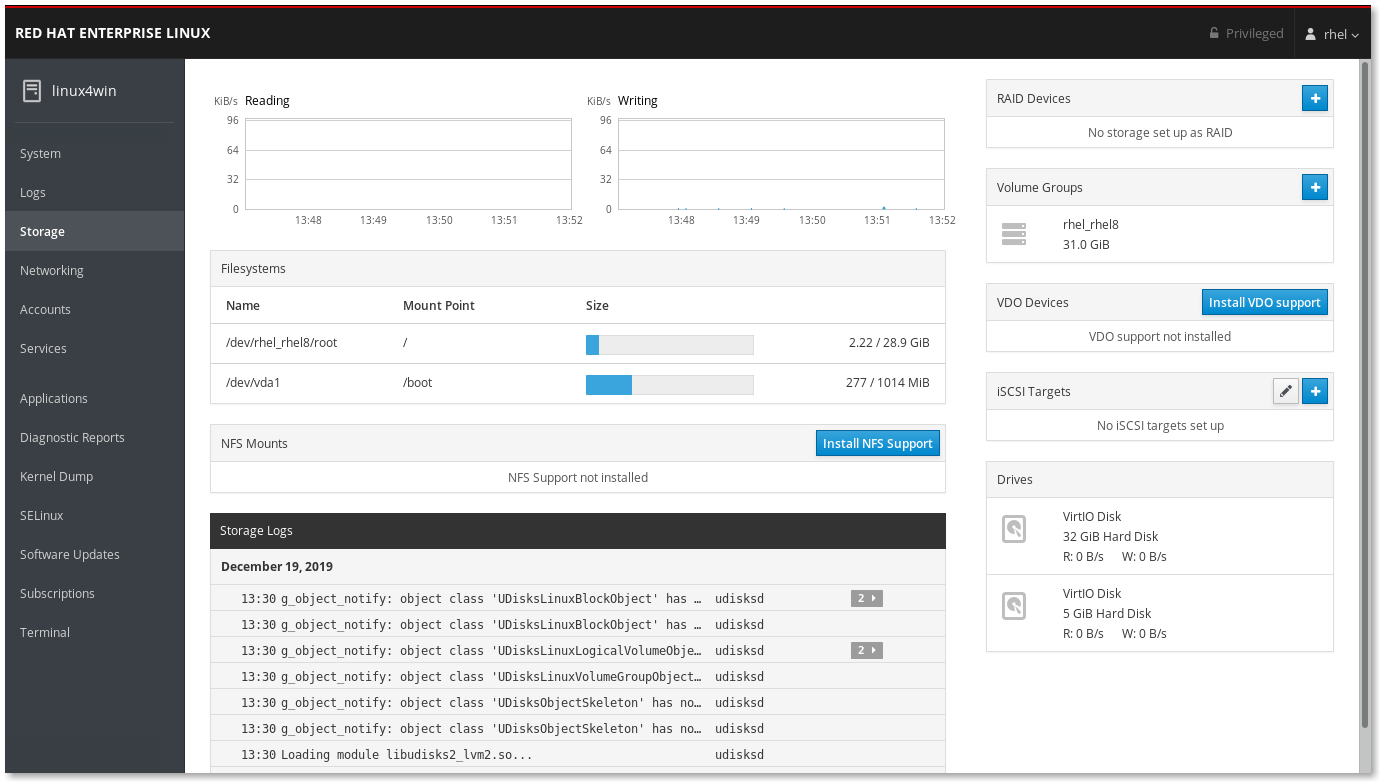 RED HAT ENTERPRISE LINUX
Privileged
rhel
linux4win
System
Logs
Storage
Networking
Accounts
Services
Applications
Diagnostic Reports
Kernel Dump
SELinux
Software Updates
Subscriptions
Terminal
KiB/s Reading
96
64
32
0
13:48 13:49 13:50 13:51 13:52
KiB/s Writing
96
64
32
0
13:48 13:49 13:50 13:51 13:52
Filesystems
Name Mount Point Size
/dev/rhel_rhel8/root / 2.22 / 28.9 GiB
/dev/vda1 /boot 277 / 1014 MiB
NFS Mounts Install NFS Support
NFS Support not installed
Storage Logs
December 19, 2019
13:30 g_object_notify: object class 'UDisksLinuxBlockObject' has … udisksd 2
13:30 g_object_notify: object class 'UDisksLinuxBlockObject' has … udisksd
13:30 g_object_notify: object class 'UDisksLinuxLogicalVolumeObje… udisksd 2
13:30 g_object_notify: object class 'UDisksLinuxVolumeGroupObject… udisksd
13:30 g_object_notify: object class 'UDisksObjectSkeleton' has no… udisksd
13:30 g_object_notify: object class 'UDisksObjectSkeleton' has no… udisksd
13:30 Loading module libudisks2_lvm2.so... udisksd
RAID Devices
No storage set up as RAID
Volume Groups
rhel_rhel8
31.0 GiB
VDO Devices Install VDO support
VDO support not installed
iSCSI Targets
No iSCSI targets set up
Drives
VirtIO Disk
32 GiB Hard Disk
R: 0 B/s W: 0 B/s
VirtIO Disk
5 GiB Hard Disk
R: 0 B/s W: 0 B/s